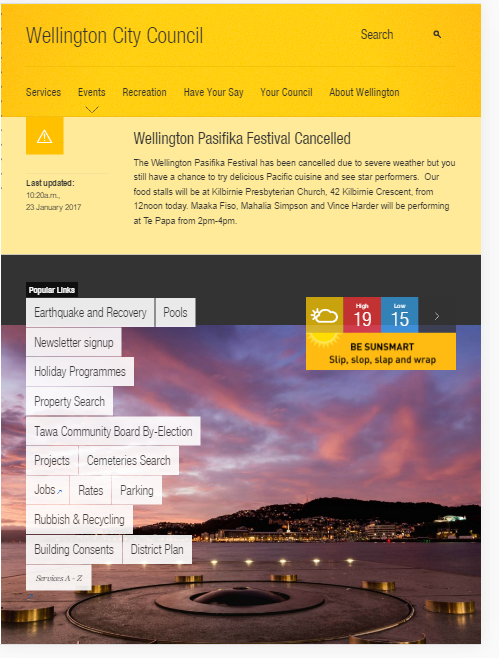 Wellington City Council
Search
Services Events Recreation Have Your Say Your Council About Wellington
Wellington Pasifika Festival Cancelled
Last updated:
10:20a.m.,
23 January 2017
The Wellington Pasifika Festival has been cancelled due to severe weather but you
still have a chance to try delicious Pacific cuisine and see star performers. Our
food stalls will be at Kilbirnie Presbyterian Church, 42 Kilbirnie Crescent, from
12noon today. Maaka Fiso, Mahalia Simpson and Vince Harder will be performing
at Te Papa from 2pm-4pm.
Popular Links
Earthquake and Recovery Pools
Newsletter signup
Holiday Programmes
Property Search
Tawa Community Board By-Election
Projects Cemeteries Search
Jobs Rates Parking
Rubbish & Recycling
Building Consents District Plan
Services A - Z
High Low
19 15
BE SUNSMART
Slip, slop, slap and wrap